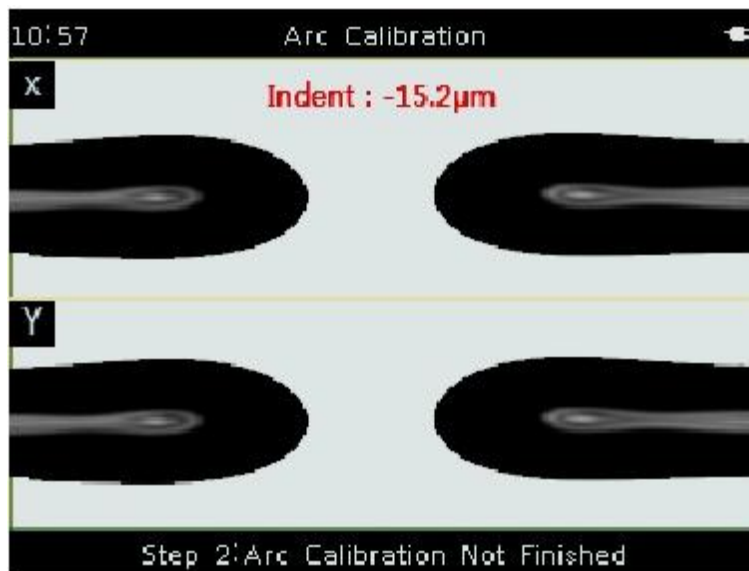 10:57 Arc Calibration
X
Indent : -15.2μm
Y
Step 2:Arc Calibration Not Finished